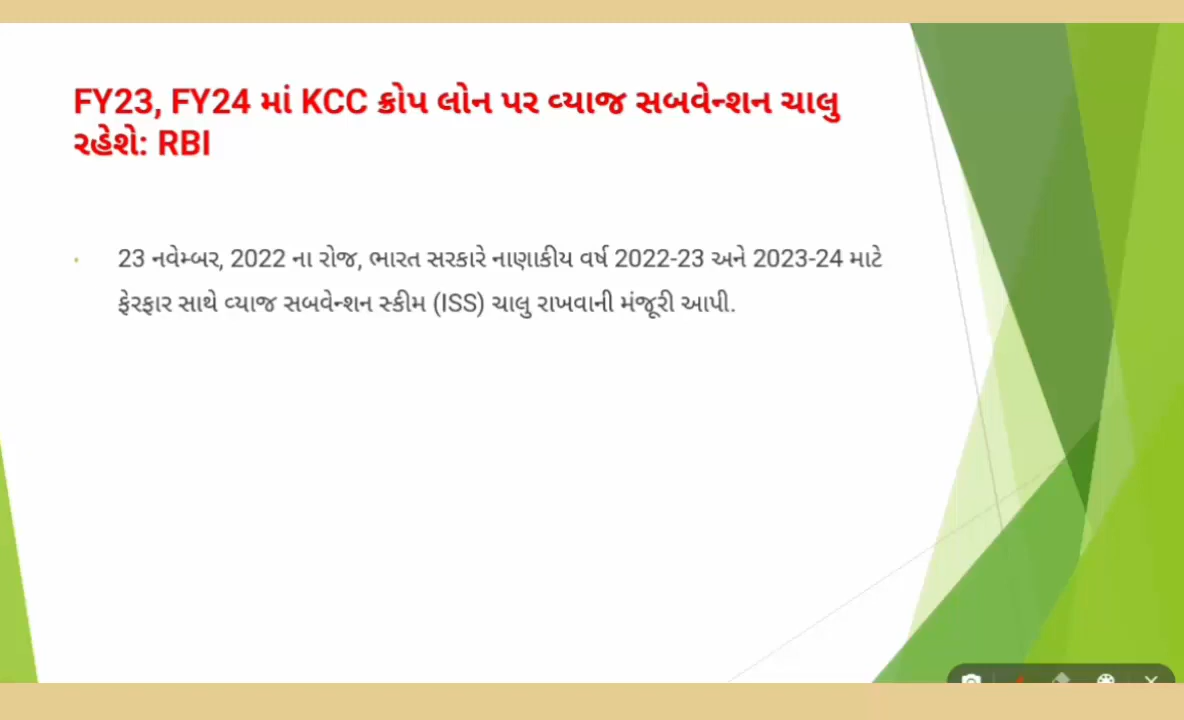 FY23, FY24 માં KCC ક્રોપ લોન પર વ્યાજ સબવેન્શન ચાલુ
રહેશે: RBI
23 નવેમ્બર, 2022 ના રોજ, ભારત સરકારે નાણાકીય વર્ષ 2022-23 અને 2023-24 માટે
ફેરફાર સાથે વ્યાજ સબવેન્શન સ્કીમ (ISS) ચાલુ રાખવાની મંજૂરી આપી.